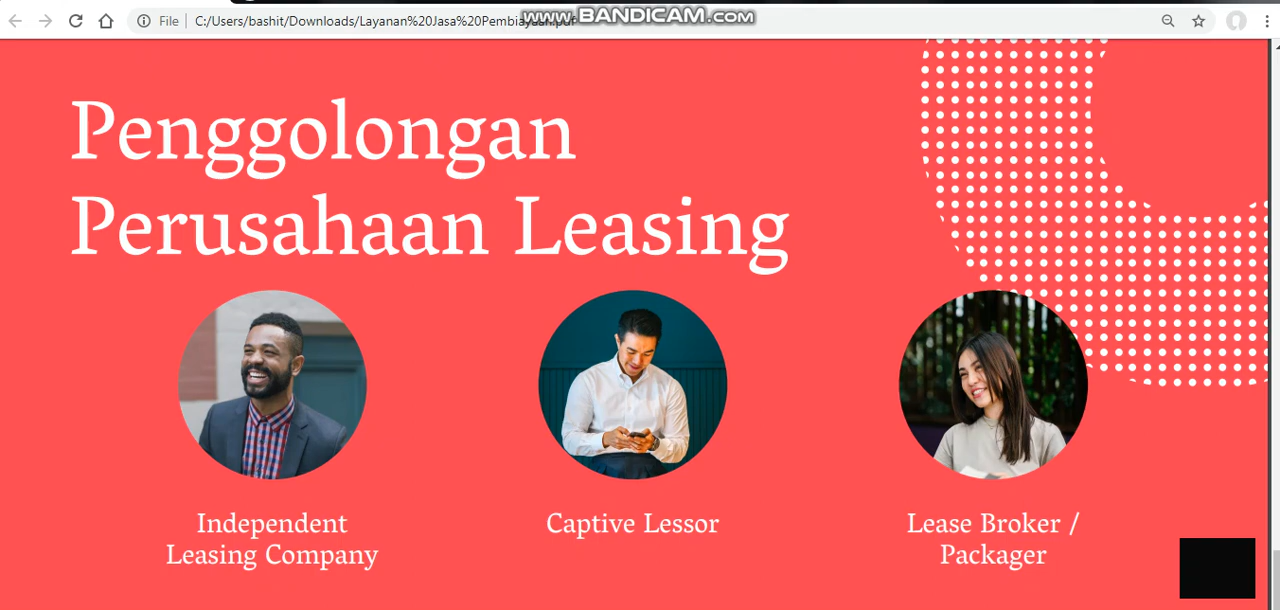 File
C:/Users/bashit/Downloads/Layanan%20Jasa%20Pembiayaan.pdf
www.BANDICAM.com
Penggolongan
Perusahaan Leasing
Independent
Leasing Company
Captive Lessor
Lease Broker /
Packager